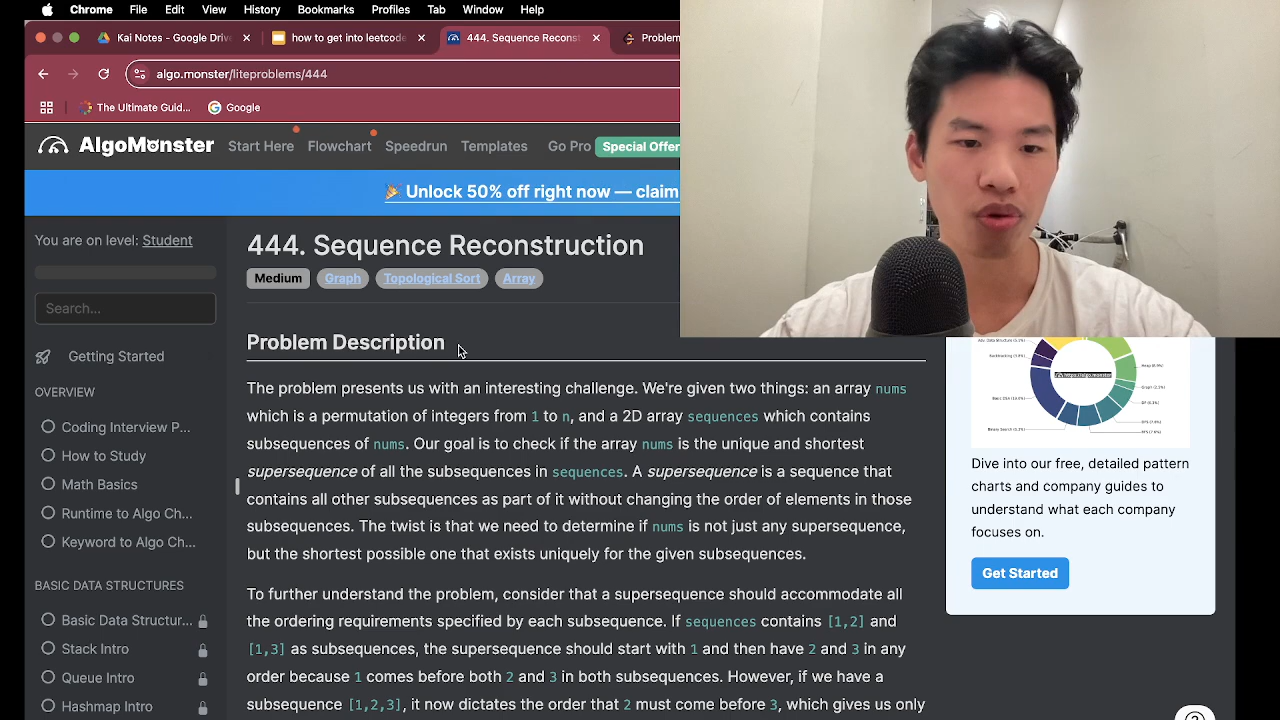 Chrome File Edit View History Bookmarks Profiles Tab Window Help
Kai Notes - Google Drive
how to get into leetcode
444. Sequence Reconst
Problem
algo.monster/liteproblems/444
The Ultimate Guid...
Google
AlgoMonster
Start Here
Flowchart
Speedrun
Templates
Go Pro
Special Offer
🎉 Unlock 50% off right now — claim
You are on level: Student
Search...
Getting Started
OVERVIEW
Coding Interview P...
How to Study
Math Basics
Runtime to Algo Ch...
Keyword to Algo Ch...
BASIC DATA STRUCTURES
Basic Data Structur...
Stack Intro
Queue Intro
Hashmap Intro
444. Sequence Reconstruction
Medium Graph Topological Sort Array
Problem Description
The problem presents with an interesting challenge. We're given two things: an array nums
which is a permutation of integers from 1 to n, and a 2D array sequences which contains
subsequences of nums. Our goal is to check if the array nums is the unique and shortest
supersequence of all the subsequences in sequences. A supersequence is a sequence that
contains all other subsequences as part of it without changing the order of elements in those
subsequences. The twist is that we need to determine if nums is not just any supersequence,
but the shortest possible one that exists uniquely for the given subsequences.
To further understand the problem, consider that a supersequence should accommodate all
the ordering requirements specified by each subsequence. If sequences contains [1,2] and
[1,3] as subsequences, the supersequence should start with 1 and then have 2 and 3 in any
order because 1 comes before both 2 and 3 in both subsequences. However, if we have a
subsequence [1,2,3], it now dictates the order that 2 must come before 3, which gives us only
Dive into our free, detailed pattern
charts and company guides to
understand what each company
focuses on.
Get Started